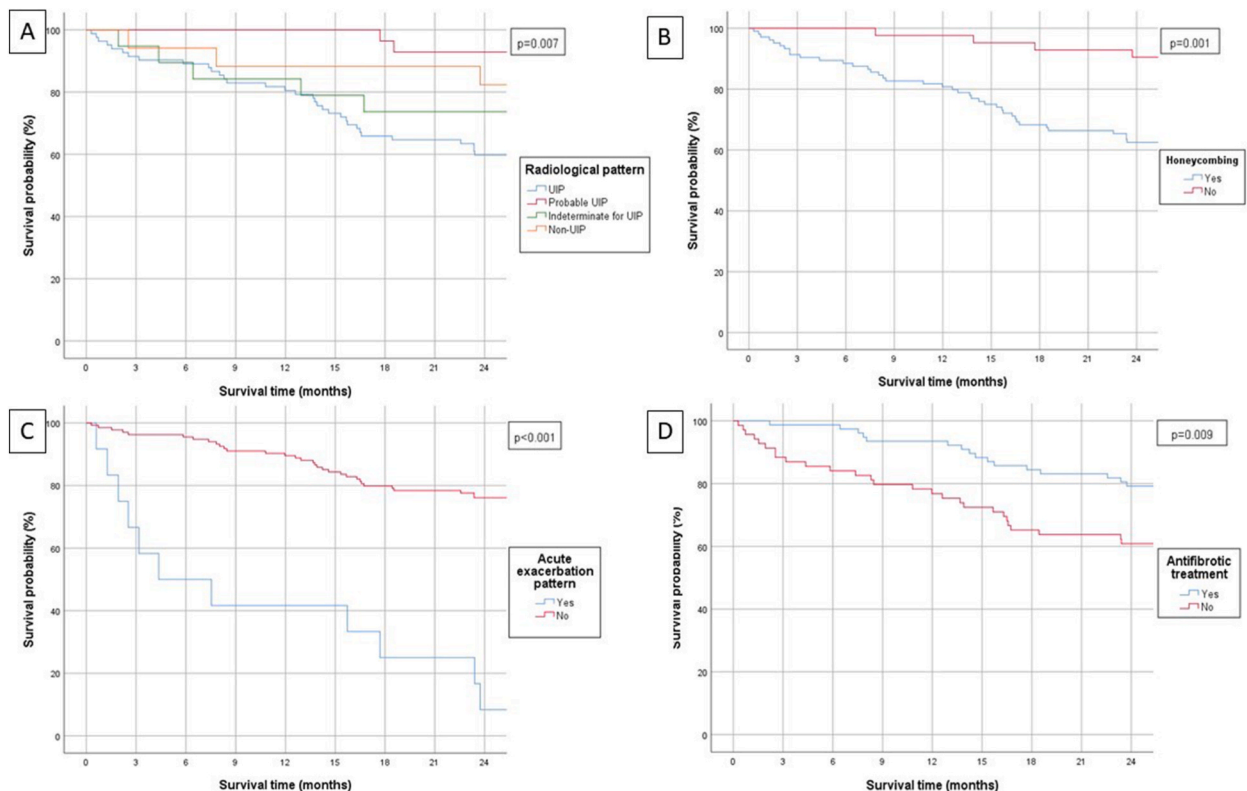 A
p=0.007
Survival probability (%)
100
80
60
40
20
0
0 3 6 9 12 15 18 21 24
Survival time (months)
Radiological pattern
UIP
Probable UIP
Indeterminate for UIP
Non-UIP
B
p=0.001
Survival probability (%)
100
80
60
40
20
0
0 3 6 9 12 15 18 21 24
Survival time (months)
Honeycombing
Yes
No
C
p<0.001
Survival probability (%)
100
80
60
40
20
0
0 3 6 9 12 15 18 21 24
Survival time (months)
Acute
exacerbation
pattern
Yes
No
D
p=0.009
Survival probability (%)
100
80
60
40
20
0
0 3 6 9 12 15 18 21 24
Survival time (months)
Antifibrotic
treatment
Yes
No